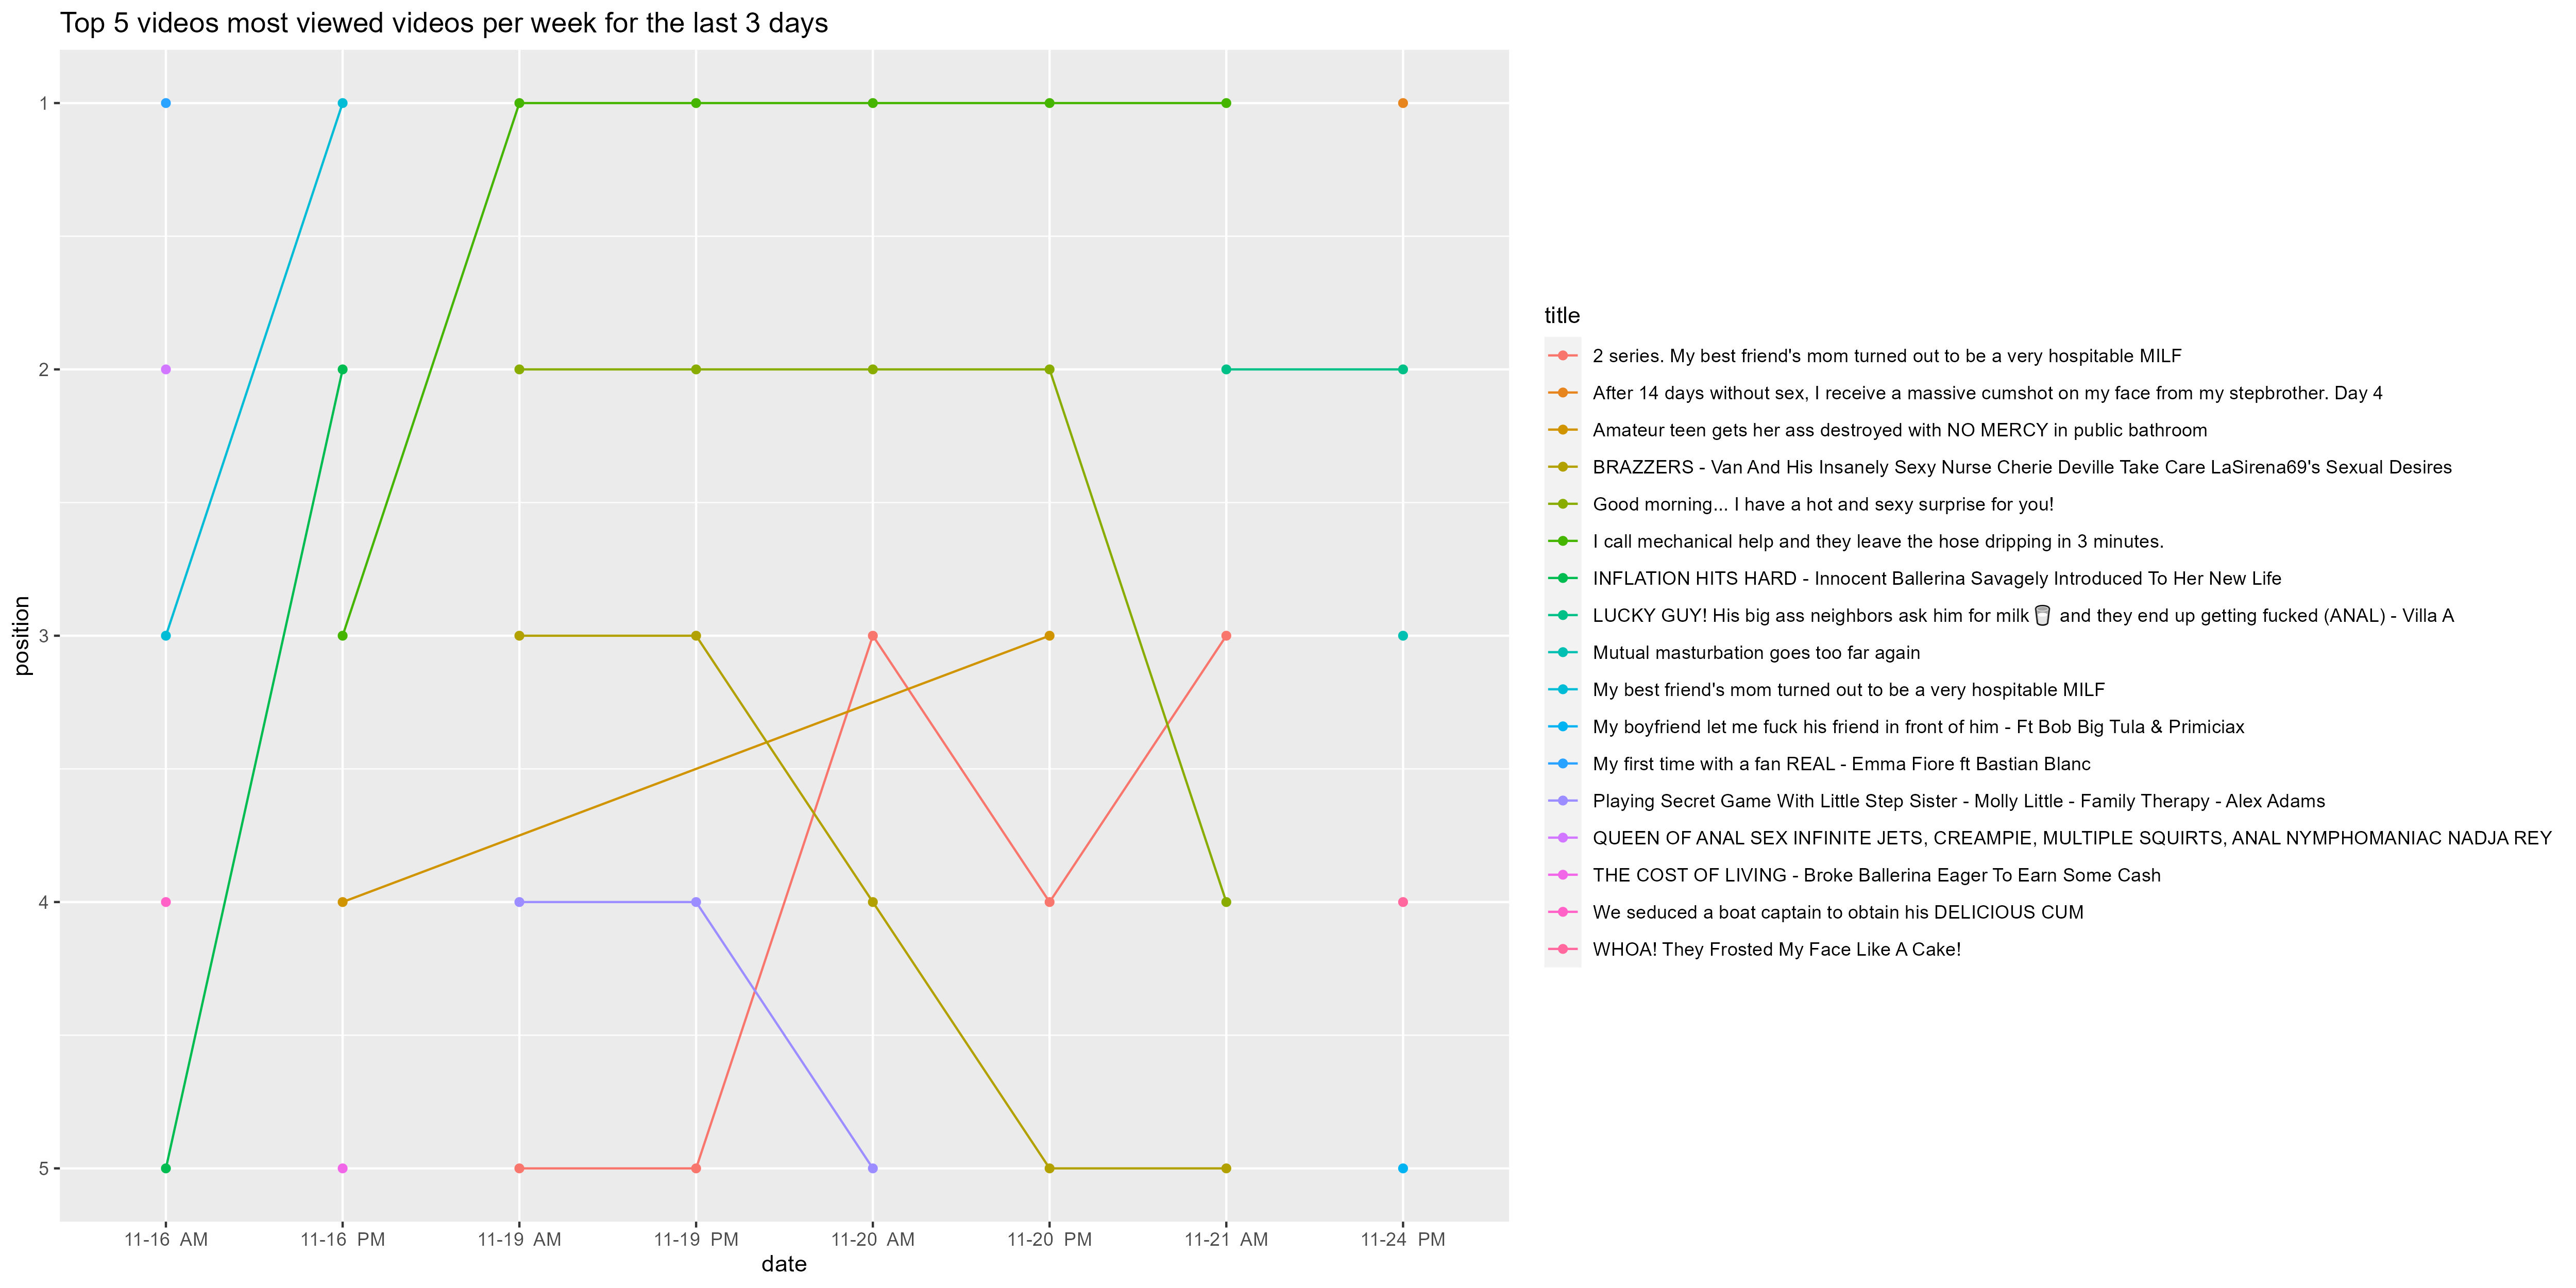 Top 5 videos most viewed videos per week for the last 3 days
1
2
3
4
5
position
11-16 AM
11-16 PM
11-19 AM
11-19 PM
11-20 AM
11-20 PM
11-21 AM
11-24 PM
date
title
2 series. My best friend's mom turned out to be a very hospitable MILF
After 14 days without sex, I receive a massive cumshot on my face from my stepbrother. Day 4
Amateur teen gets her ass destroyed with NO MERCY in public bathroom
BRAZZERS - Van And His Insanely Sexy Nurse Cherie Deville Take Care LaSirena69's Sexual Desires
Good morning... I have a hot and sexy surprise for you!
I call mechanical help and they leave the hose dripping in 3 minutes.
INFLATION HITS HARD - Innocent Ballerina Savagely Introduced To Her New Life
LUCKY GUY! His big ass neighbors ask him for milk 🥛 and they end up getting fucked (ANAL) - Villa A
Mutual masturbation goes too far again
My best friend's mom turned out to be a very hospitable MILF
My boyfriend let me fuck his friend in front of him - Ft Bob Big Tula & Primiciax
My first time with a fan REAL - Emma Fiore ft Bastian Blanc
Playing Secret Game With Little Step Sister - Molly Little - Family Therapy - Alex Adams
QUEEN OF ANAL SEX INFINITE JETS, CREAMPIE, MULTIPLE SQUIRTS, ANAL NYMPHOMANIAC NADJA REY
THE COST OF LIVING - Broke Ballerina Eager To Earn Some Cash
We seduced a boat captain to obtain his DELICIOUS CUM
WHOA! They Frosted My Face Like A Cake!